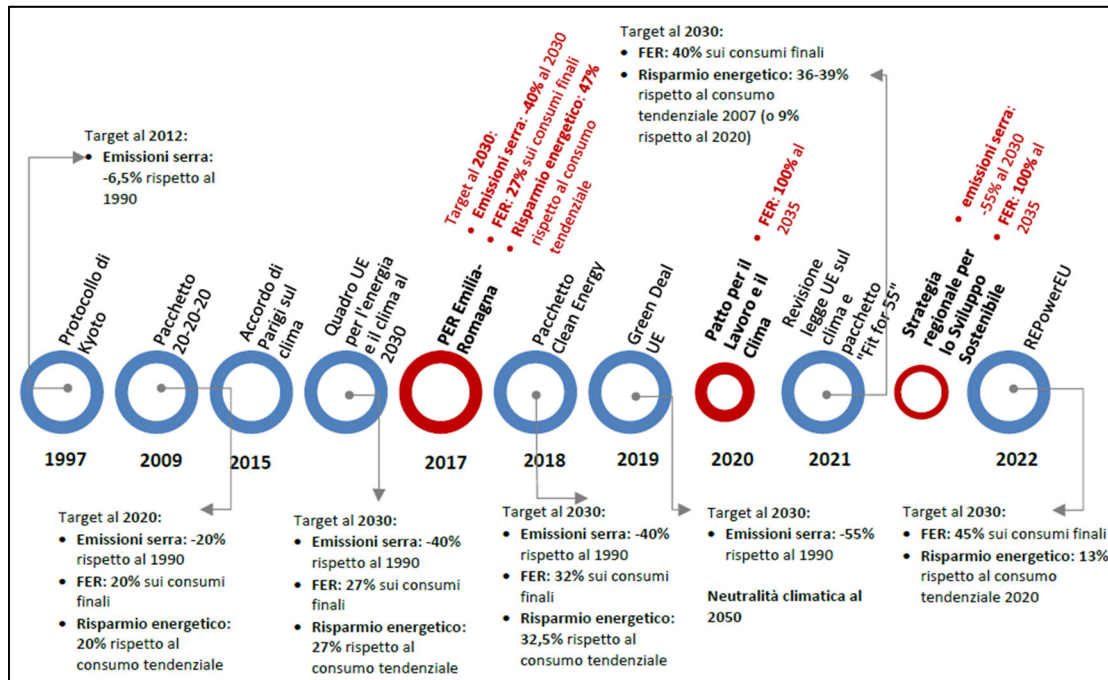 Target al 2012:
• Emissioni serra:
-6,5% rispetto al
1990
Target al 2030:
• Emissioni serra: -40% al 2030
• FER: 27% sui consumi finali
• Risparmio energetico: 47%
rispetto al consumo
tendenziale
Target al 2030:
• FER: 40% sui consumi finali
• Risparmio energetico: 36-39%
rispetto al consumo
tendenziale 2007 (o 9%
rispetto al 2020)
• FER: 100% al
2035
• emissioni serra:
-55% al 2030
• FER: 100% al
2035
Protocollo di
Kyoto
Pacchetto
20-20-20
Accordo di
Parigi sul
clima
Quadro UE
per l'energia
e il clima al
2030
PER Emilia-
Romagna
Pacchetto
Clean Energy
Green Deal
UE
Patto per il
Lavoro e il
Clima
Revisione
legge UE sul
clima e
pacchetto
"Fit for 55"
Strategia
regionale per
lo Sviluppo
Sostenibile
REPowerEU
1997
2009
2015
2017
2018
2019
2020
2021
2022
Target al 2020:
• Emissioni serra: -20%
rispetto al 1990
• FER: 20% sui consumi
finali
• Risparmio energetico:
20% rispetto al
consumo tendenziale
Target al 2030:
• Emissioni serra: -40%
rispetto al 1990
• FER: 27% sui consumi
finali
• Risparmio energetico:
27% rispetto al
consumo tendenziale
Target al 2030:
• Emissioni serra: -40%
rispetto al 1990
• FER: 32% sui consumi
finali
• Risparmio energetico:
32,5% rispetto al
consumo tendenziale
Target al 2030:
• Emissioni serra: -55%
rispetto al 1990
Neutralità climatica al
2050
Target al 2030:
• FER: 45% sui consumi finali
• Risparmio energetico: 13%
rispetto al consumo
tendenziale 2020